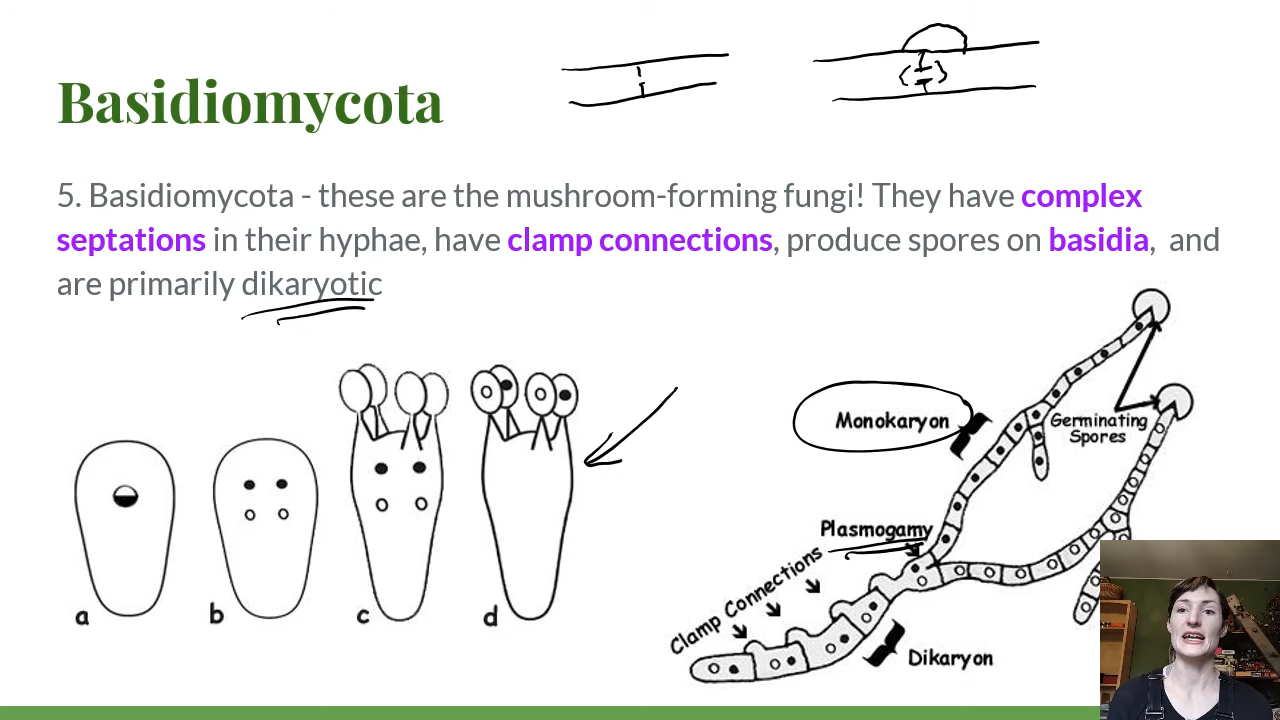 Basidiomycota
5. Basidiomycota - these are the mushroom-forming fungi! They have complex
septations in their hyphae, have clamp connections, produce spores on basidia, and
are primarily dikaryotic
Monokaryon
Germinating
Spores
Plasmogamy
Clamp Connections
Dikaryon
a
b
c
d